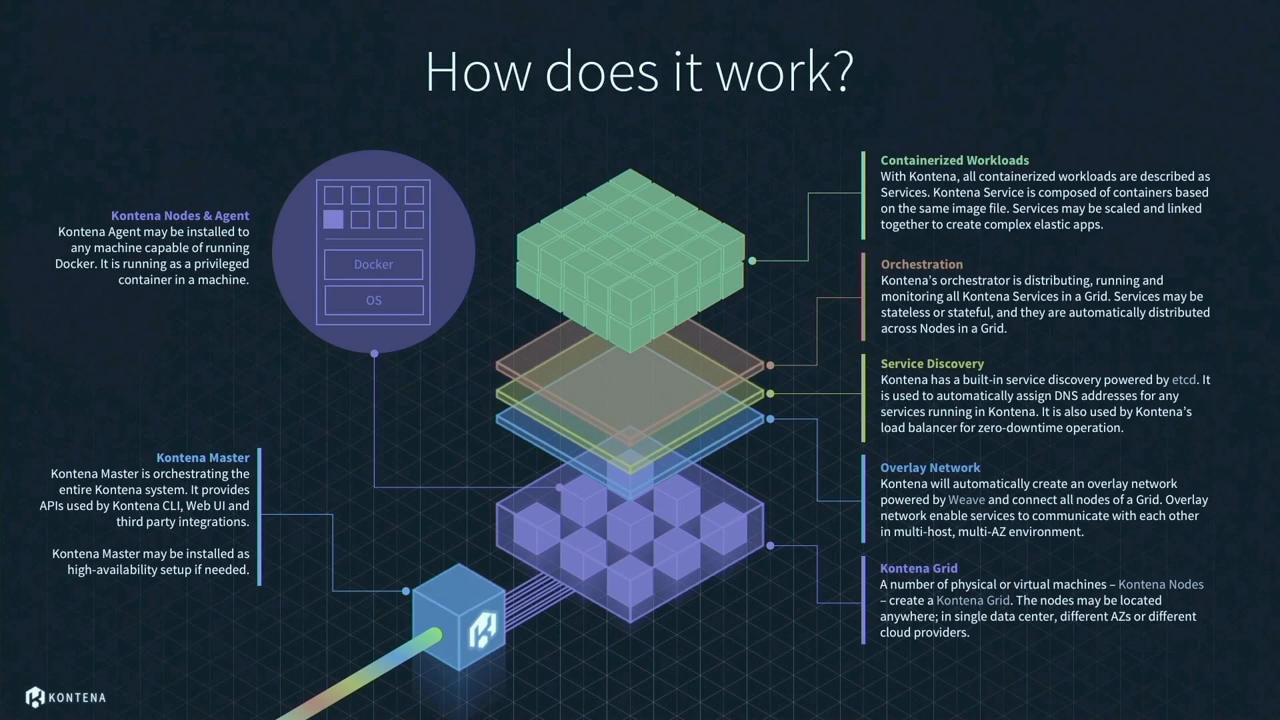 How does it work?
Kontena Nodes & Agent
Kontena Agent may be installed to
any machine capable of running
Docker. It is running as a privileged
container in a machine.
Docker
OS
Kontena Master
Kontena Master is orchestrating the
entire Kontena system. It provides
APIs used by Kontena CLI, Web UI and
third party integrations.
Kontena Master may be installed as
high-availability setup if needed.
Containerized Workloads
With Kontena, all containerized workloads are described as
Services. Kontena Service is composed of containers based
on the same image file. Services may be scaled and linked
together to create complex elastic apps.
Orchestration
Kontena's orchestrator is distributing, running and
monitoring all Kontena Services in a Grid. Services may be
stateless or stateful, and they are automatically distributed
across Nodes in a Grid.
Service Discovery
Kontena has a built-in service discovery powered by etcd. It
is used to automatically assign DNS addresses for any
services running in Kontena. It is also used by Kontena's
load balancer for zero-downtime operation.
Overlay Network
Kontena will automatically create an overlay network
powered by Weave and connect all nodes of a Grid. Overlay
network enable services to communicate with each other
in multi-host, multi-AZ environment.
Kontena Grid
A number of physical or virtual machines – Kontena Nodes
– create a Kontena Grid. The nodes may be located
anywhere; in single data center, different AZs or different
cloud providers.
KONTENA